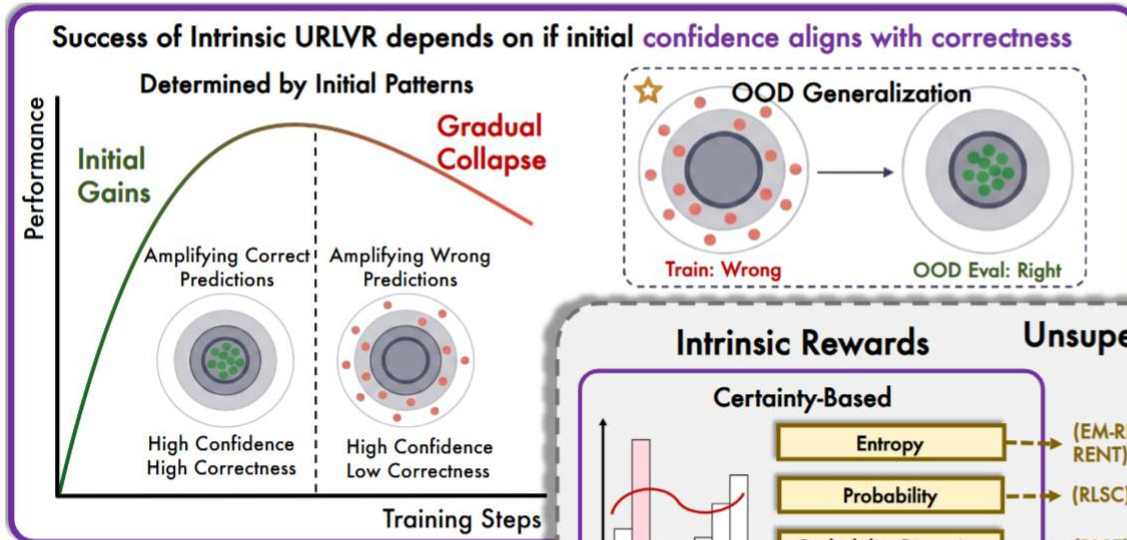 Success of Intrinsic URLVR depends on if initial confidence aligns with correctness
Determined by Initial Patterns
Performance
Initial
Gains
Gradual
Collapse
Amplifying Correct
Predictions
Amplifying Wrong
Predictions
High Confidence
High Correctness
High Confidence
Low Correctness
Training Steps
OOD Generalization
Train: Wrong
OOD Eval: Right
Intrinsic Rewards
Certainty-Based
Entropy
RENT)
Probability
(RLSC)